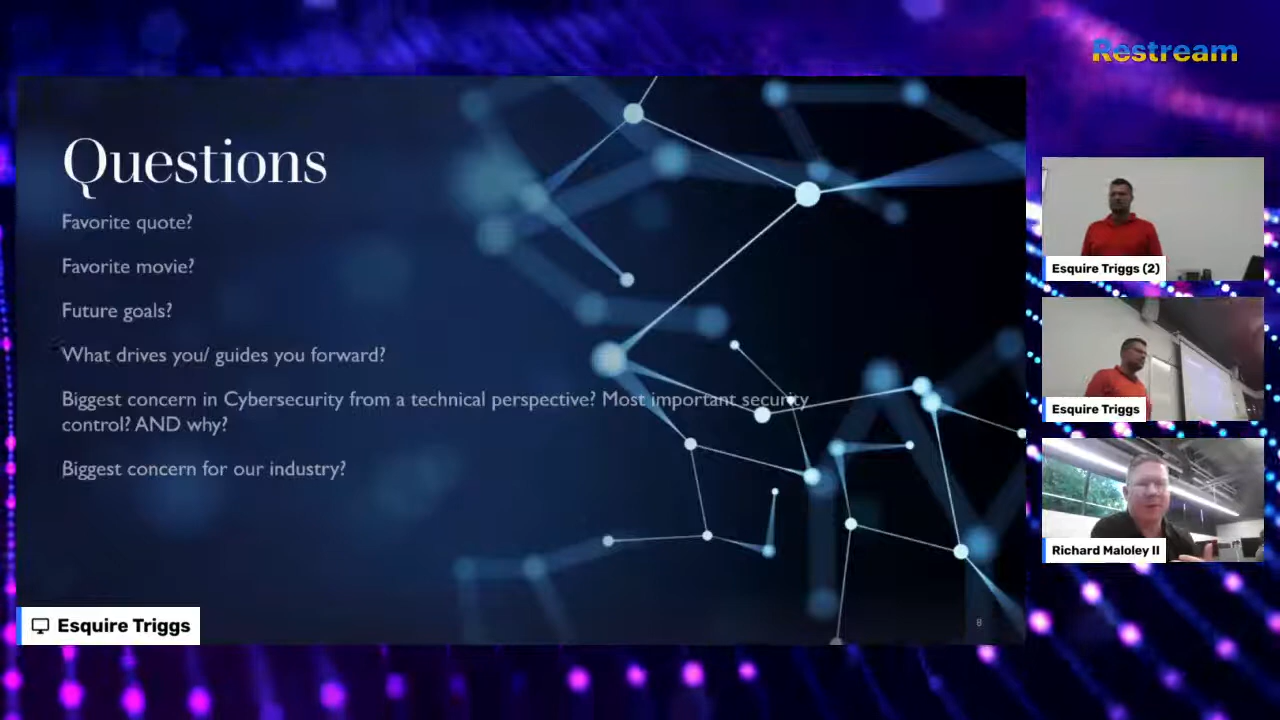 Restream
Questions
Favorite quote?
Favorite movie?
Future goals?
What drives you/ guides you forward?
Biggest concern in Cybersecurity from a technical perspective? Most important security
control? AND why?
Biggest concern for our industry?
8
Esquire Triggs
Esquire Triggs (2)
Esquire Triggs
Richard Maloley II